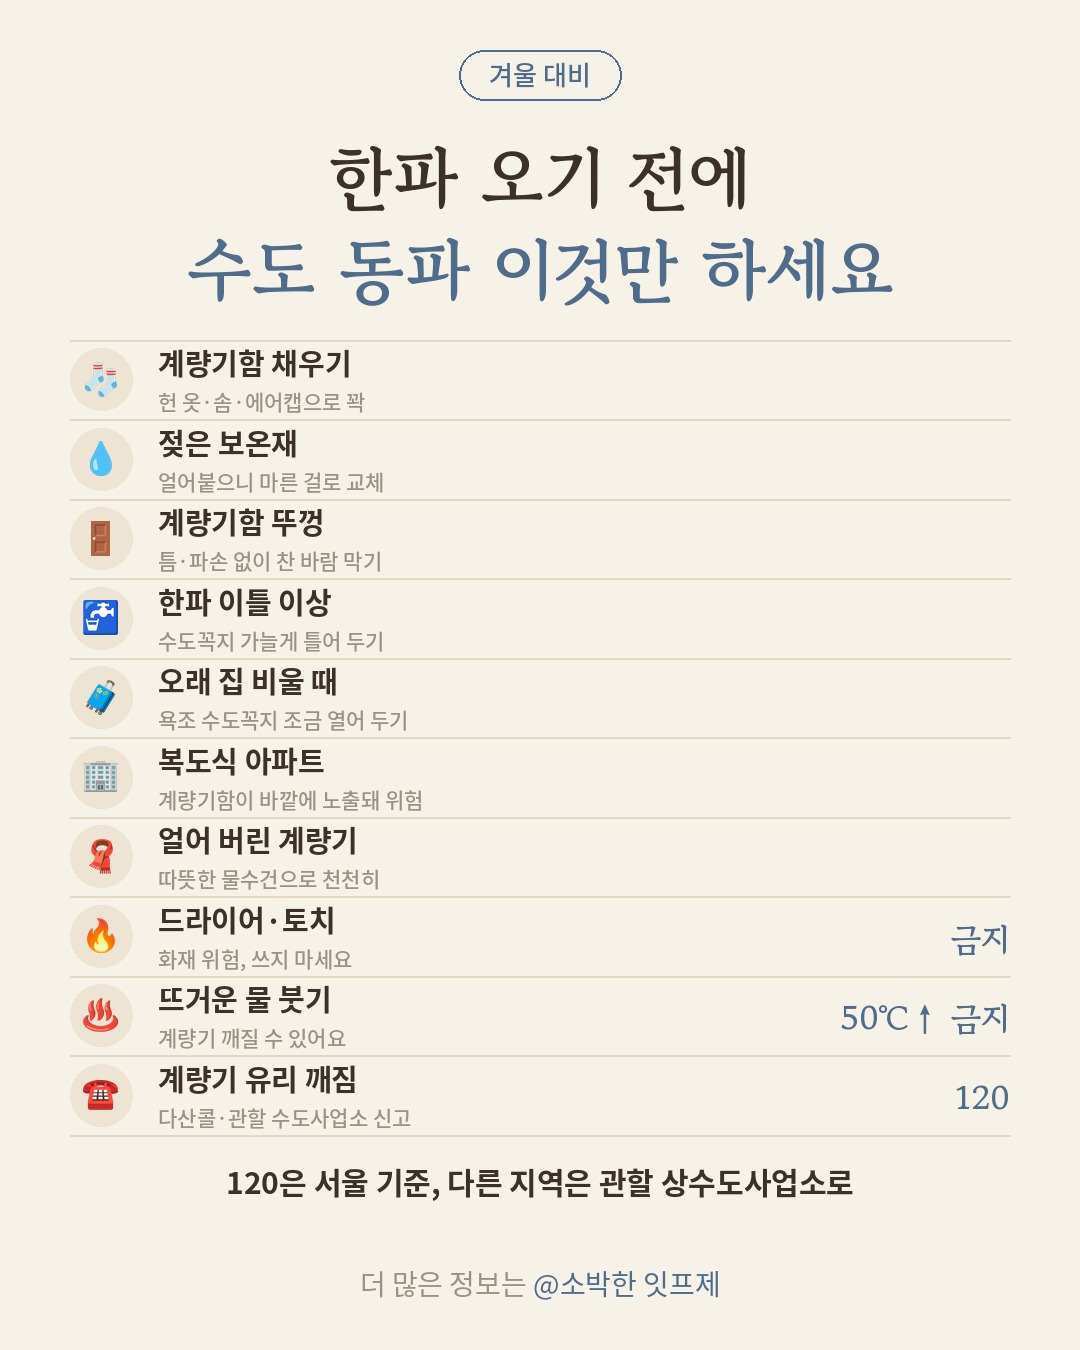 겨울 대비
한파 오기 전에
수도 동파 이것만 하세요
계량기함 채우기
헌 옷·솜·에어캡으로 꽉
젖은 보온재
얼어붙으니 마른 걸로 교체
계량기함 뚜껑
틈·파손 없이 찬 바람 막기
한파 이틀 이상
수도꼭지 가늘게 틀어 두기
오래 집 비울 때
욕조 수도꼭지 조금 열어 두기
복도식 아파트
계량기함이 바깥에 노출돼 위험
얼어 버린 계량기
따뜻한 물수건으로 천천히
드라이어·토치
화재 위험, 쓰지 마세요
금지
뜨거운 물 붓기
계량기 깨질 수 있어요
50℃↑ 금지
계량기 유리 깨짐
다산콜·관할 수도사업소 신고
120
120은 서울 기준, 다른 지역은 관할 상수도사업소로
더 많은 정보는 @소박한 잇프제